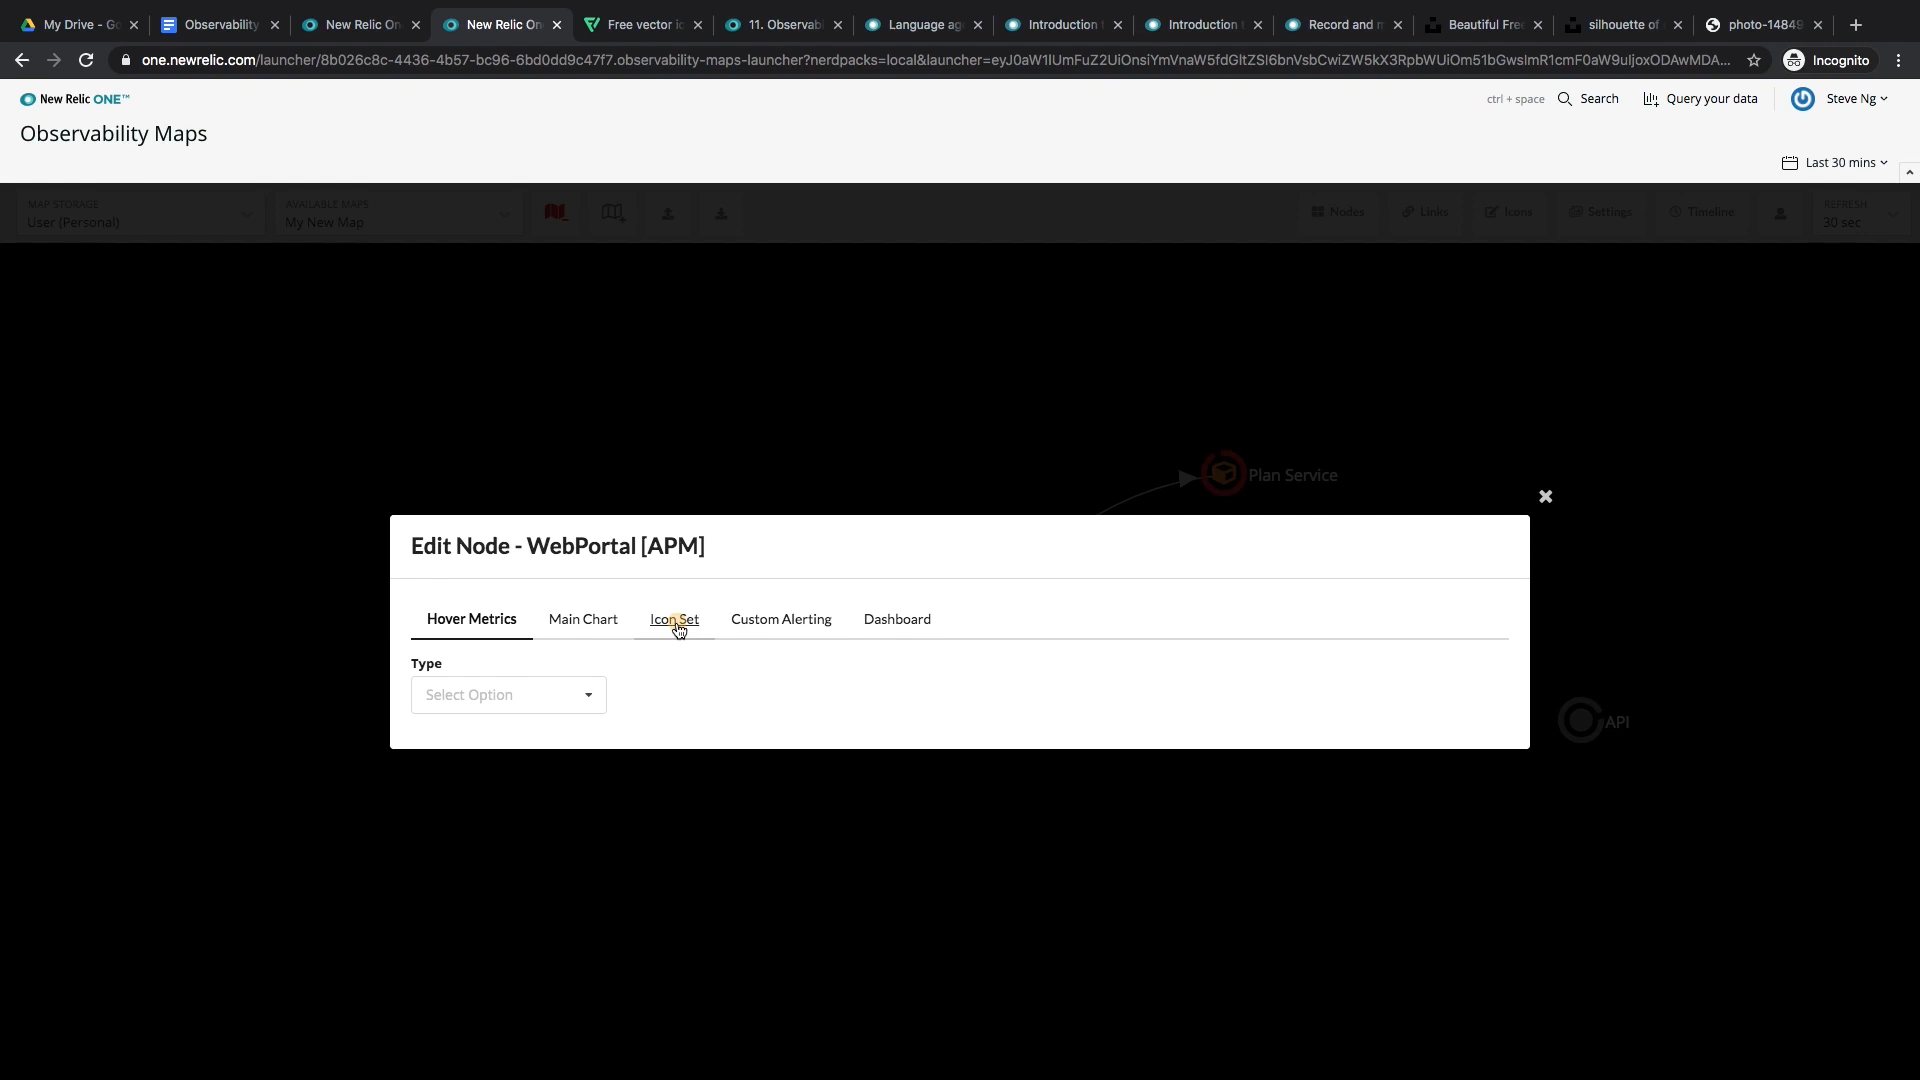 My Drive - Go
Observability
New Relic On
New Relic On
Free vector ic
11. Observab
Language ag
Introduction t
Introduction t
Record and m
Beautiful Free
silhouette of
photo-14849
one.newrelic.com/launcher/8b026c8c-4436-4b57-bc96-6bd0dd9c47f7.observability-maps-launcher?nerdpacks=local&launcher=
Incognito
New Relic ONE™
ctrl + space
Search
Query your data
Steve Ng
Observability Maps
Last 30 mins
MAP STORAGE
User (Personal)
AVAILABLE MAPS
My New Map
Nodes
Links
Icons
Settings
Timeline
REFRESH
30 sec
Plan Service
Edit Node - WebPortal [APM]
Hover Metrics
Main Chart
Icon Set
Custom Alerting
Dashboard
Type
Select Option
API